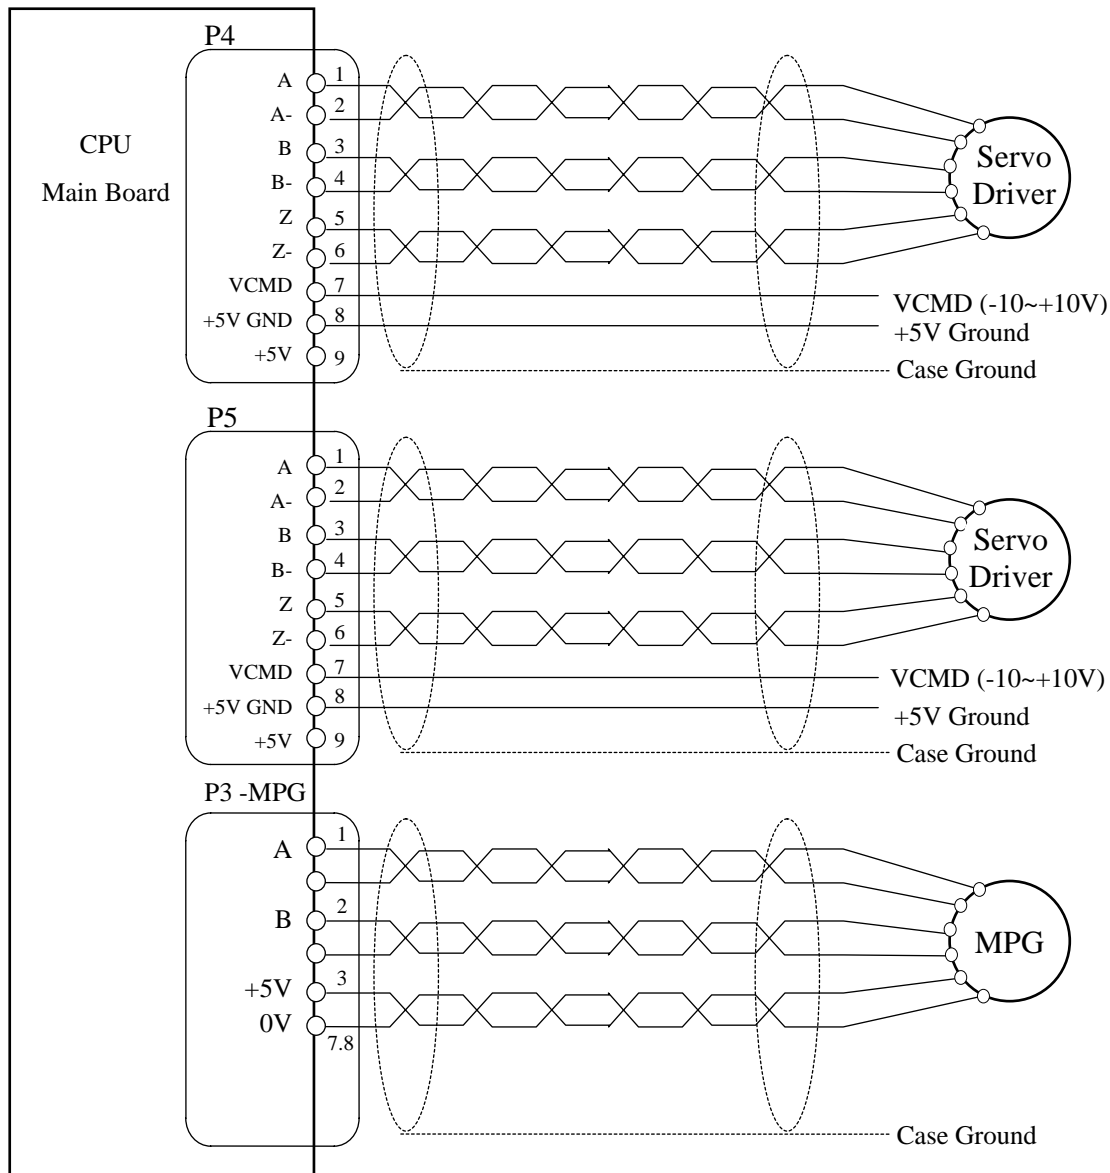 CPU
Main Board
P4
A 1
A- 2
B 3
B- 4
Z 5
Z- 6
VCMD 7
+5V GND 8
+5V 9
Servo
Driver
VCMD (-10~+10V)
+5V Ground
Case Ground
P5
A 1
A- 2
B 3
B- 4
Z 5
Z- 6
VCMD 7
+5V GND 8
+5V 9
Servo
Driver
VCMD (-10~+10V)
+5V Ground
Case Ground
P3 -MPG
A 1
B 2
+5V 3
0V 7.8
MPG
Case Ground